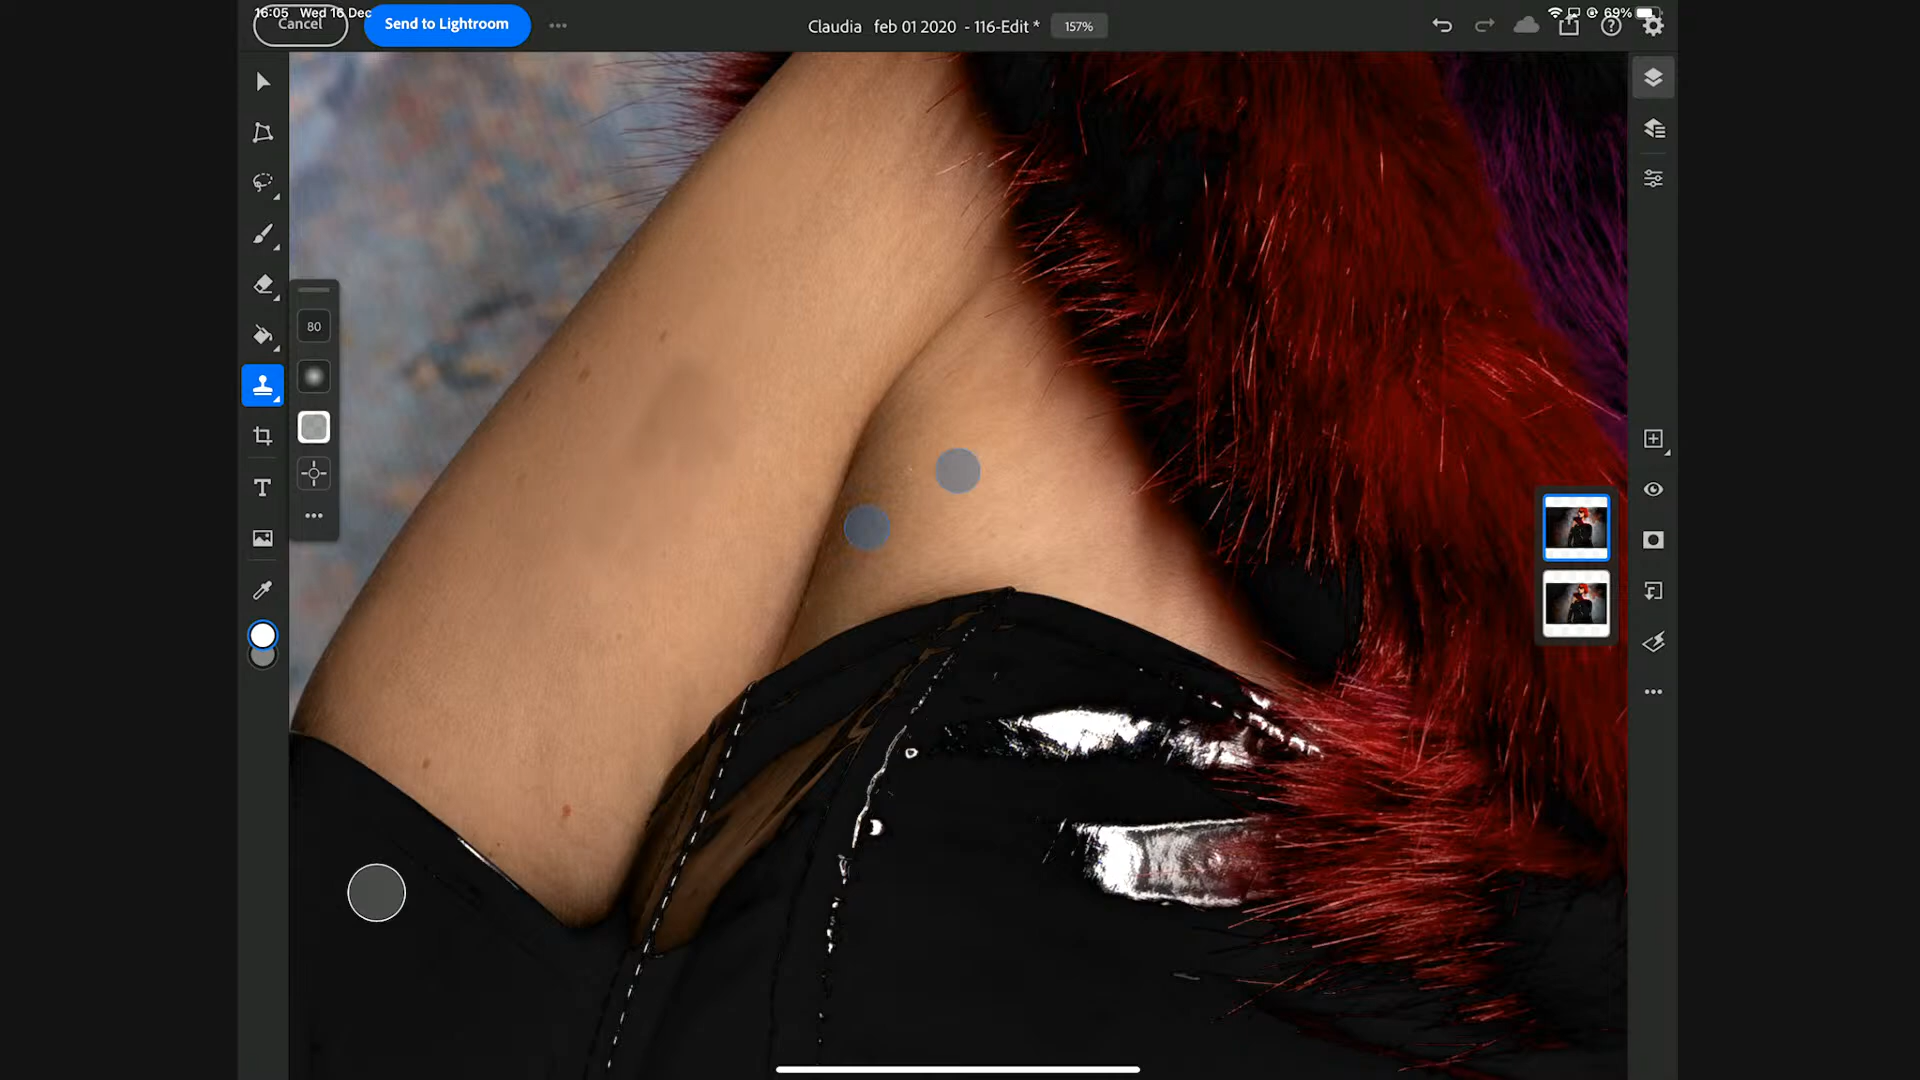 16:05 Wed 16 Dec
69%
Cancel
Send to Lightroom
Claudia feb 01 2020 - 116-Edit *
157%
80